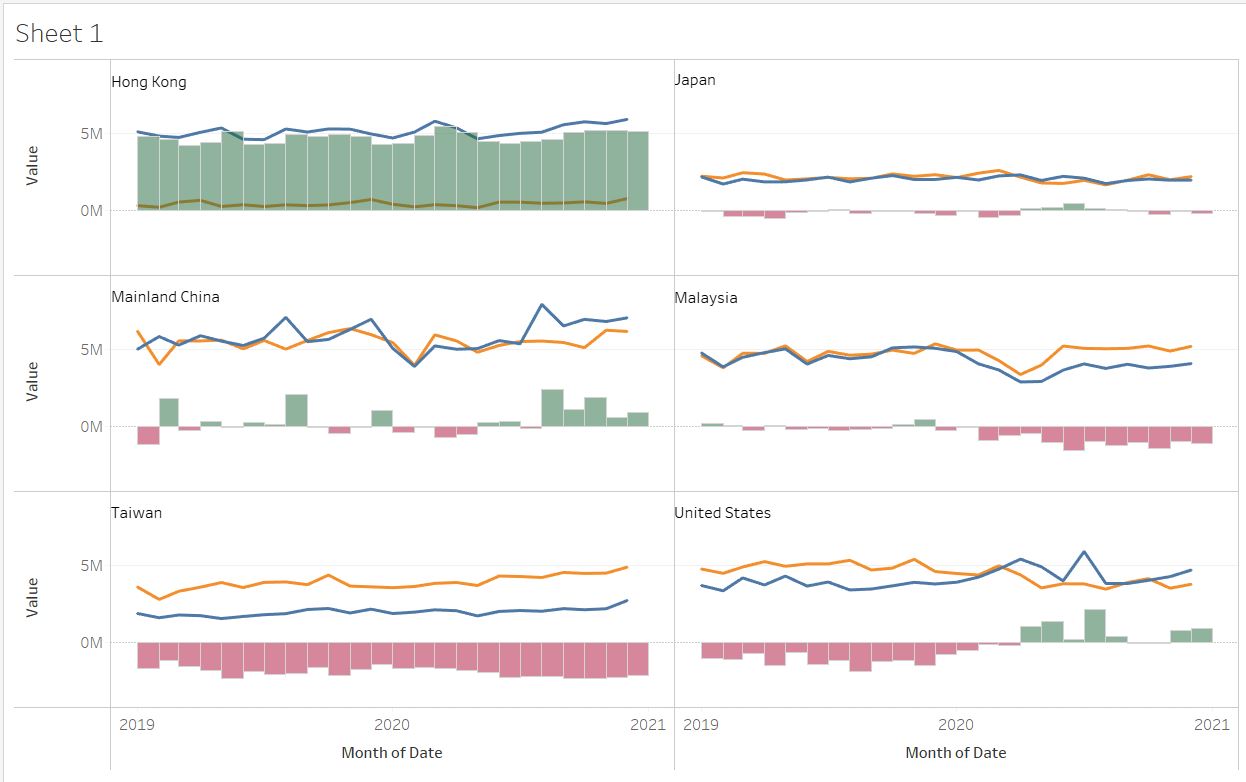 Sheet 1
Hong Kong
Japan
Value
5M
0M
Mainland China
Malaysia
Value
5M
0M
Taiwan
United States
Value
5M
0M
2019
2020
2021
2019
2020
2021
Month of Date
Month of Date